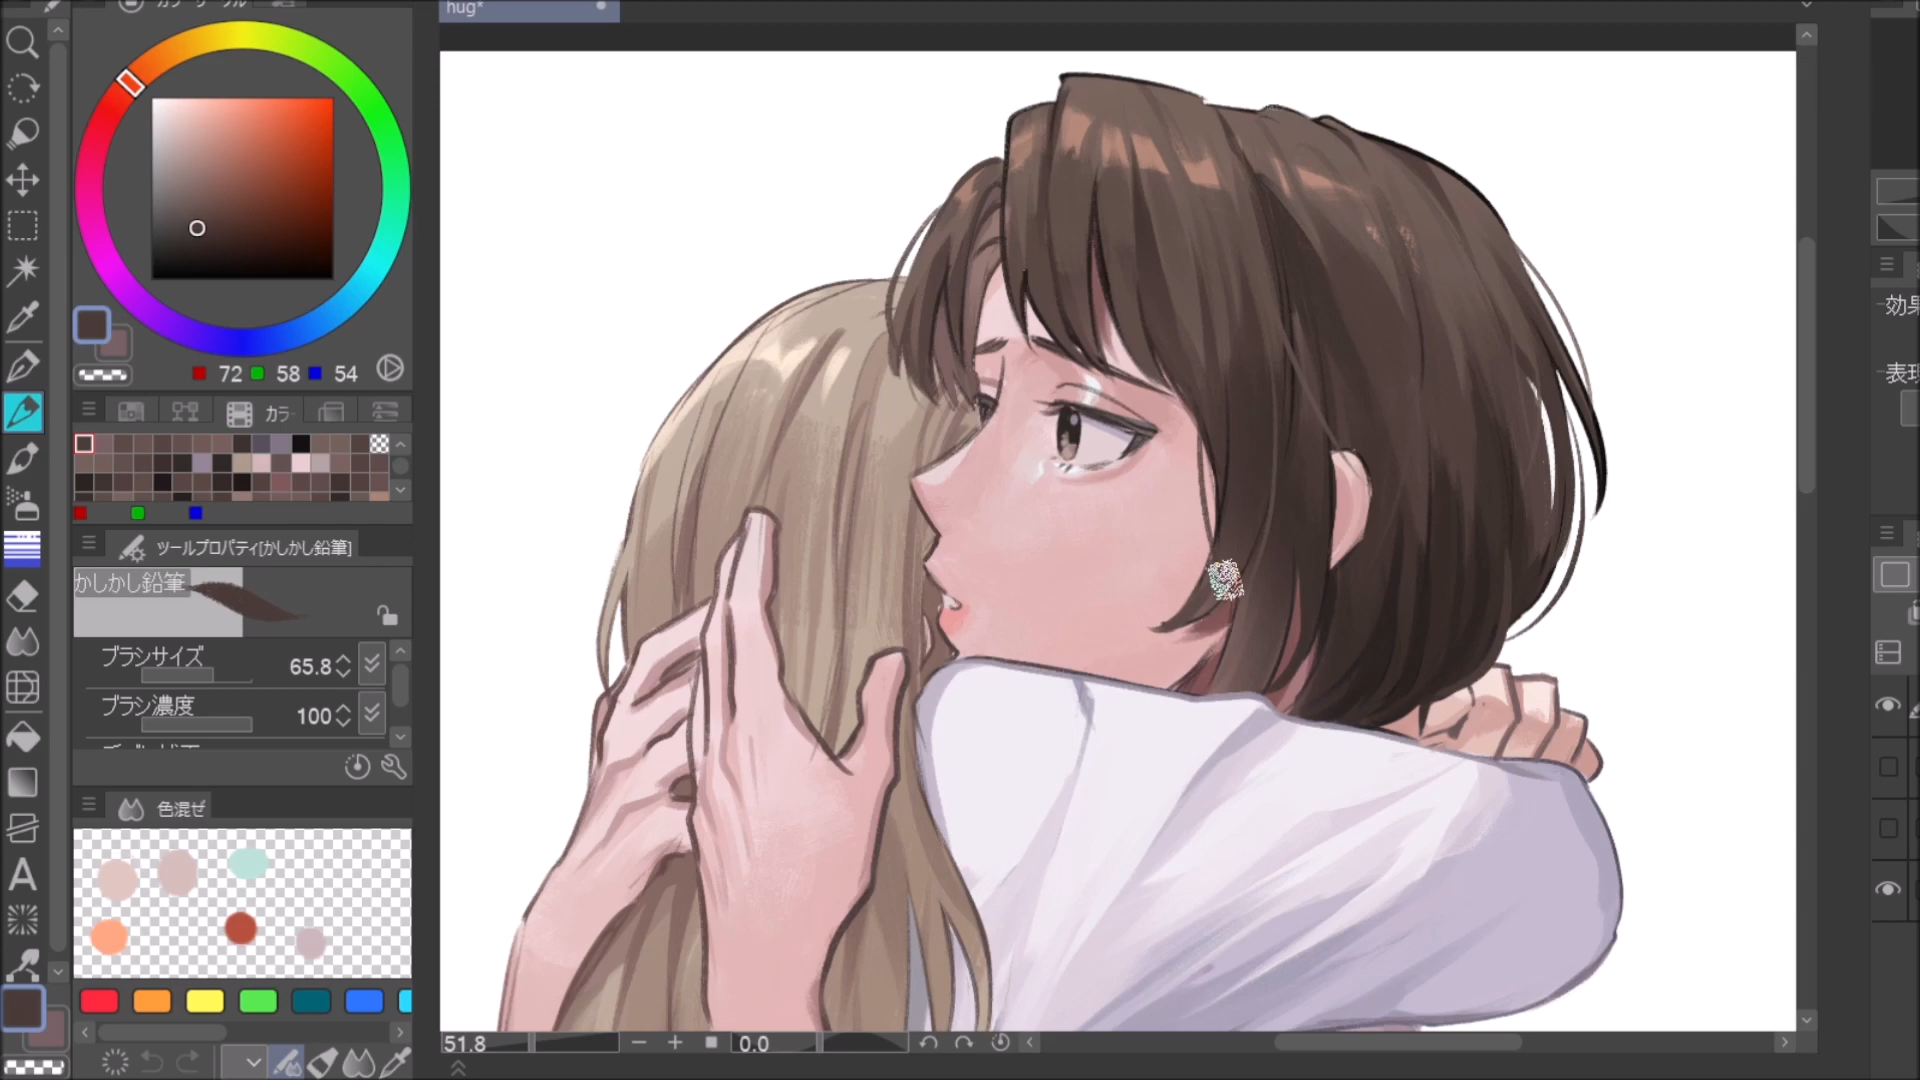 hug*
72 58 54
カラ
ツールプロパティ[かしかし鉛筆]
かしかし鉛筆
ブラシサイズ 65.8
ブラシ濃度 100
色混ぜ
A
51.8
0.0
効果
表現